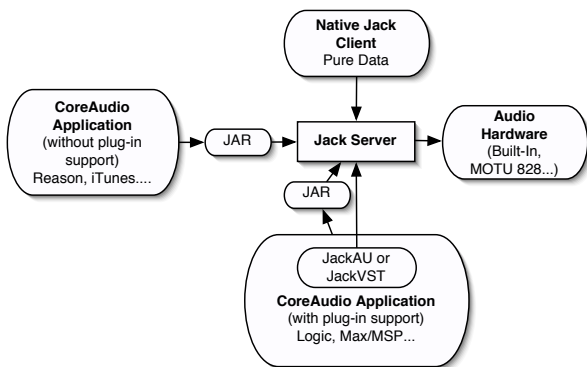 Native Jack
Client
Pure Data
CoreAudio
Application
(without plug-in
support)
Reason, iTunes....
JAR
Jack Server
Audio
Hardware
(Built-In,
MOTU 828...)
JAR
JackAU or
JackVST
CoreAudio Application
(with plug-in support)
Logic, Max/MSP...